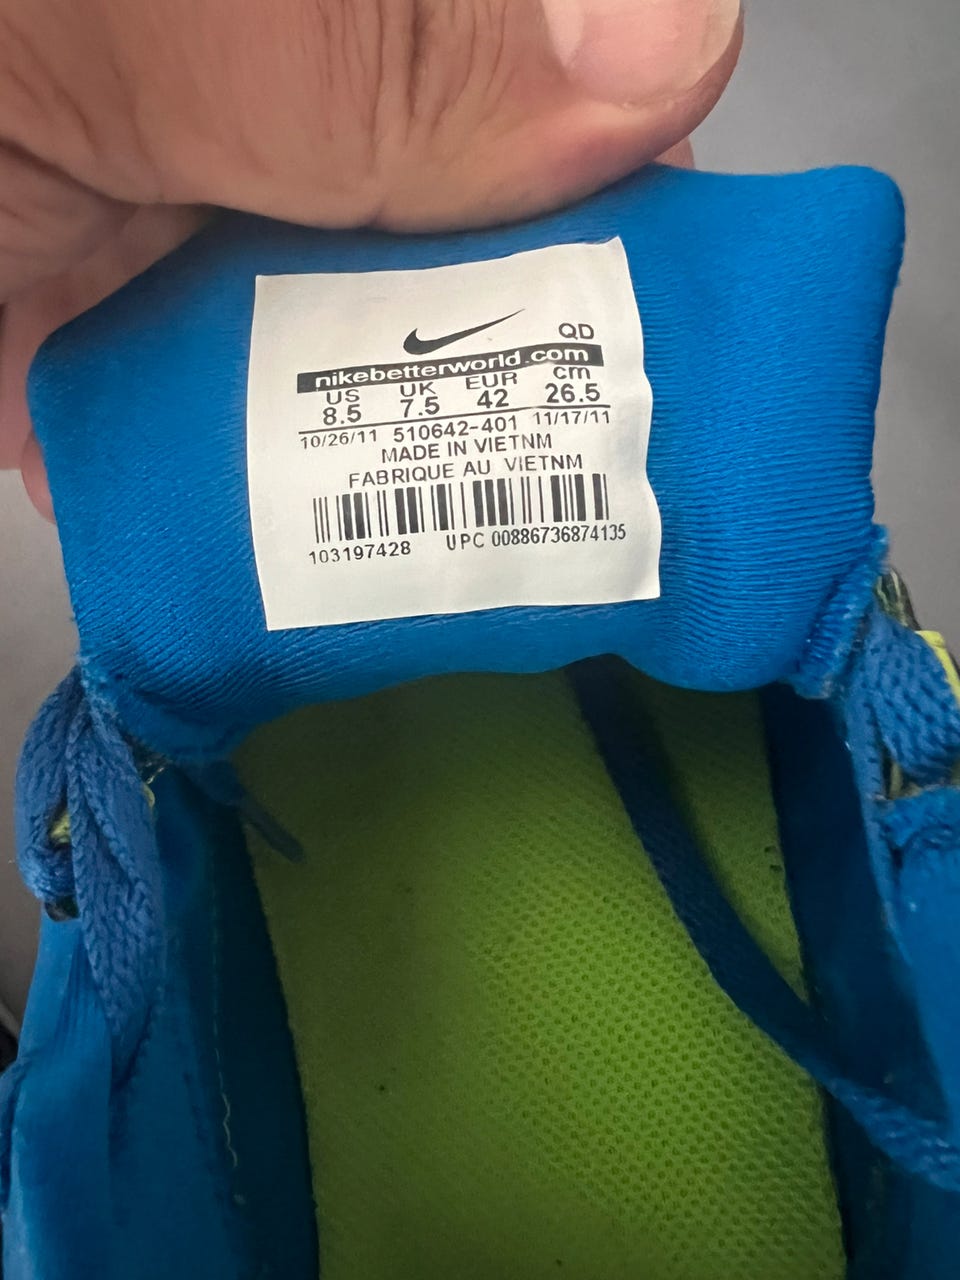 QD
nikebetterworld.com
US UK EUR cm
8.5 7.5 42 26.5
10/26/11 510642-401 11/17/11
MADE IN VIETNM
FABRIQUE AU VIETNM
103197428 UPC 00886736874135